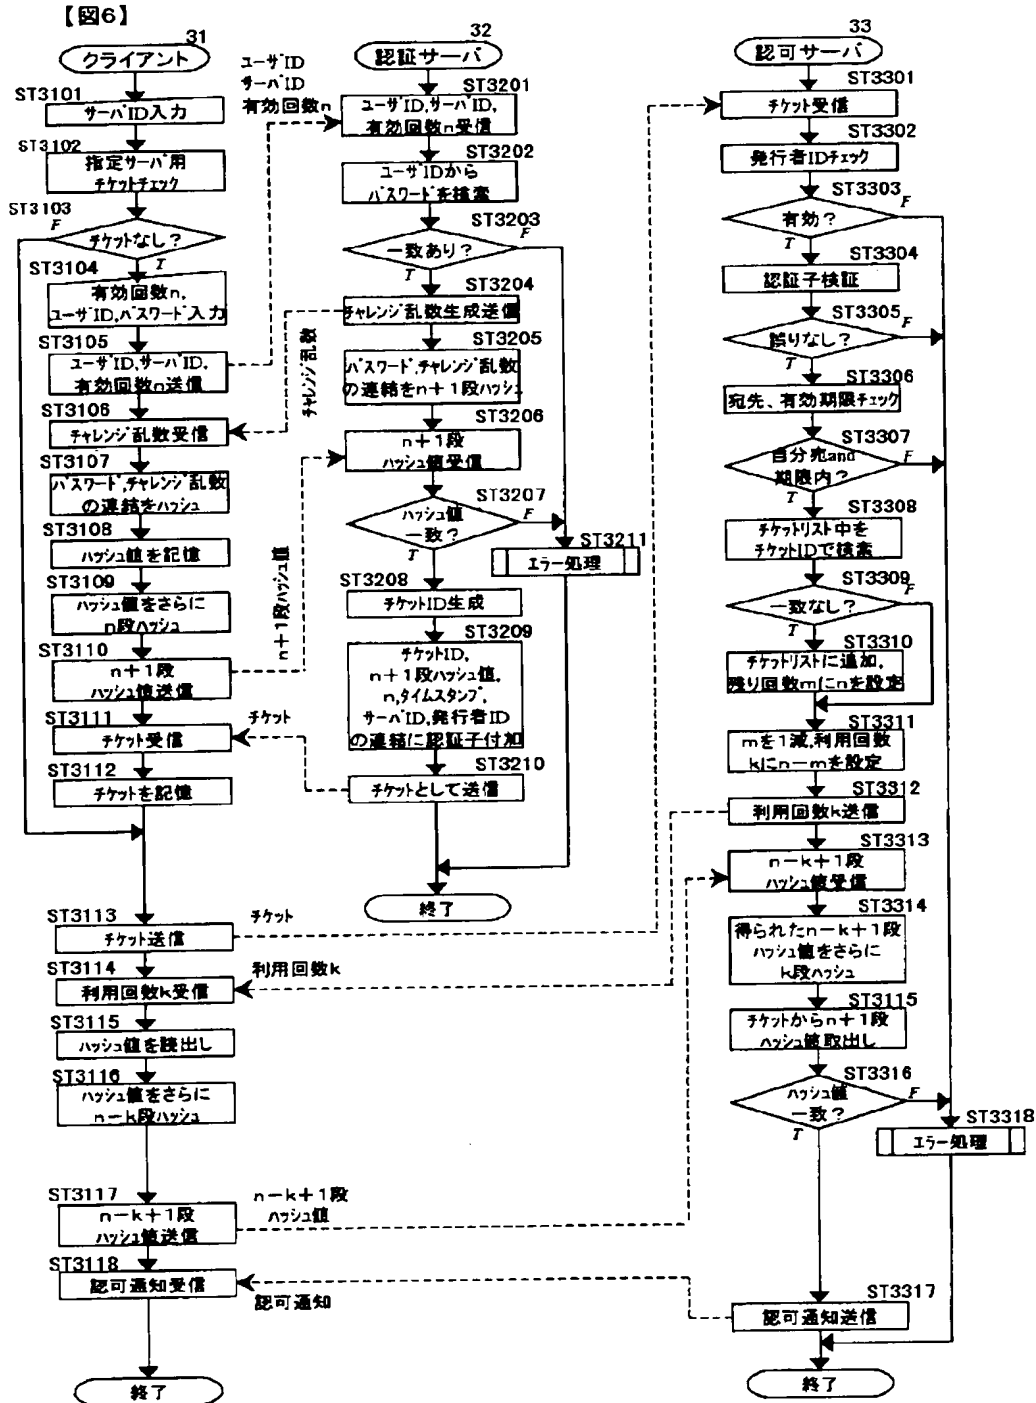 【図6】
31
クライアント
ST3101
サーバID入力
ST3102
指定サーバ用
チケットチェック
ST3103
F
チケットなし？
T
ST3104
有効回数n,
ユーザID,パスワード入力
ST3105
ユーザID,サーバID,
有効回数n送信
ST3106
チャレンジ乱数受信
ST3107
パスワード,チャレンジ乱数
の連結をハッシュ
ST3108
ハッシュ値を記憶
ST3109
ハッシュ値をさらに
n段ハッシュ
ST3110
n+1段
ハッシュ値送信
ST3111
チケット受信
ST3112
チケットを記憶
ST3113
チケット送信
ST3114
利用回数k受信
ST3115
ハッシュ値を読出し
ST3116
ハッシュ値をさらに
n−k段ハッシュ
ST3117
n−k+1段
ハッシュ値送信
ST3118
認可通知受信
終了
ユーザID
サーバID
有効回数n
チャレンジ乱数
n+1段ハッシュ値
チケット
チケット
利用回数k
n−k+1段
ハッシュ値
認可通知
32
認証サーバ
ST3201
ユーザID,サーバID,
有効回数n受信
ST3202
ユーザIDから
パスワードを検索
ST3203
F
一致あり？
T
ST3204
チャレンジ乱数生成送信
ST3205
パスワード,チャレンジ乱数
の連結をn+1段ハッシュ
ST3206
n+1段
ハッシュ値受信
ST3207
ハッシュ値
一致？
F
T
ST3211
エラー処理
ST3208
チケットID生成
ST3209
チケットID,
n+1段ハッシュ値,
n,タイムスタンプ,
サーバID,発行者ID
の連結に認証子付加
ST3210
チケットとして送信
終了
33
認可サーバ
ST3301
チケット受信
ST3302
発行者IDチェック
ST3303
F
有効？
T
ST3304
認証子検証
ST3305
F
誤りなし？
T
ST3306
宛先、有効期限チェック
ST3307
自分宛and
期限内？
F
T
ST3308
チケットリスト中を
チケットIDで検索
ST3309
F
一致なし？
T
ST3310
チケットリストに追加,
残り回数mにnを設定
ST3311
mを1減,利用回数
kにn−mを設定
ST3312
利用回数k送信
ST3313
n−k+1段
ハッシュ値受信
ST3314
得られたn−k+1段
ハッシュ値をさらに
k段ハッシュ
ST3115
チケットからn+1段
ハッシュ値取出し
ST3316
ハッシュ値
一致？
F
T
ST3318
エラー処理
ST3317
認可通知送信
終了